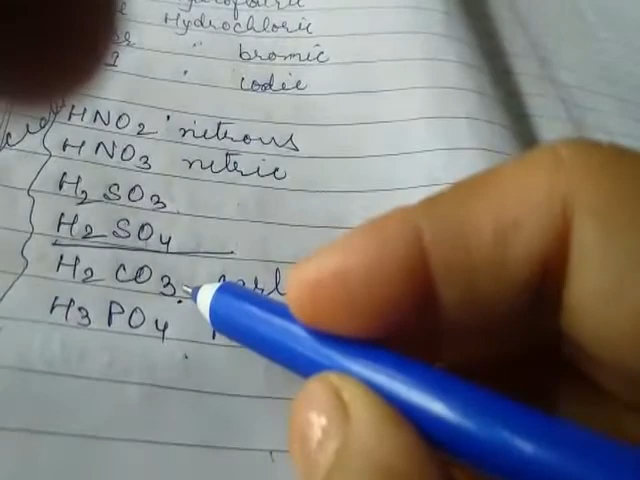 Hydrochloric
" bromic
iodic
HNO2 nitrous
HNO3 nitric
H2SO3
H2SO4
H2CO3
H3PO4